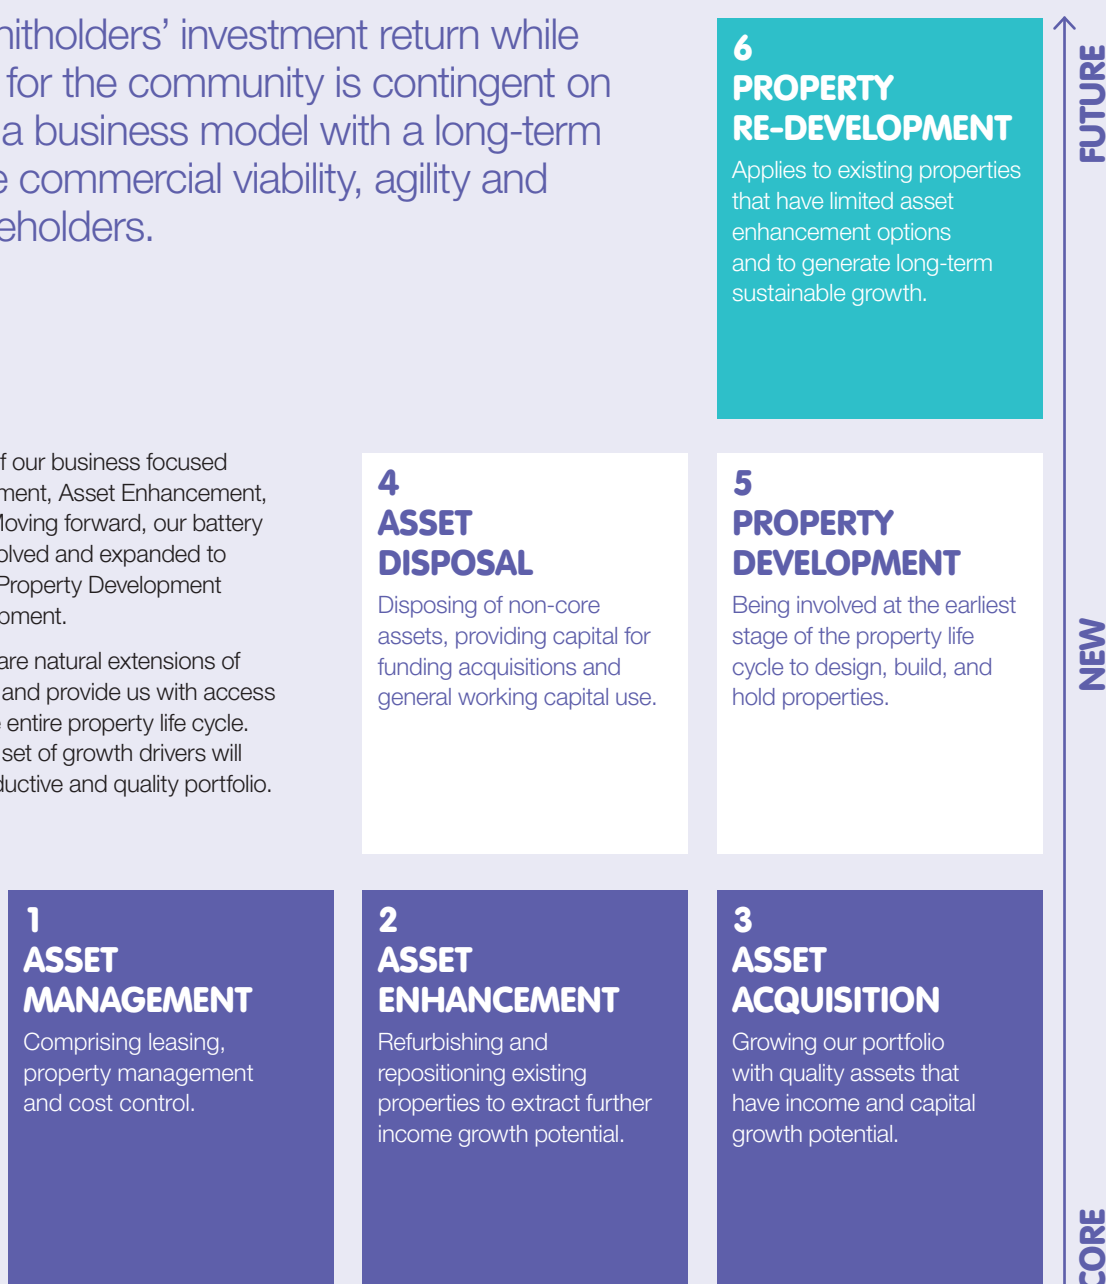 nitholders’ investment return while
for the community is contingent on
a business model with a long-term
e commercial viability, agility and
eholders.
6
PROPERTY
RE-DEVELOPMENT
Applies to existing properties
that have limited asset
enhancement options
and to generate long-term
sustainable growth.
FUTURE
f our business focused
ment, Asset Enhancement,
Moving forward, our battery
olved and expanded to
Property Development
opment.
are natural extensions of
and provide us with access
e entire property life cycle.
set of growth drivers will
ductive and quality portfolio.
4
ASSET
DISPOSAL
Disposing of non-core
assets, providing capital for
funding acquisitions and
general working capital use.
5
PROPERTY
DEVELOPMENT
Being involved at the earliest
stage of the property life
cycle to design, build, and
hold properties.
NEW
1
ASSET
MANAGEMENT
Comprising leasing,
property management
and cost control.
2
ASSET
ENHANCEMENT
Refurbishing and
repositioning existing
properties to extract further
income growth potential.
3
ASSET
ACQUISITION
Growing our portfolio
with quality assets that
have income and capital
growth potential.
CORE